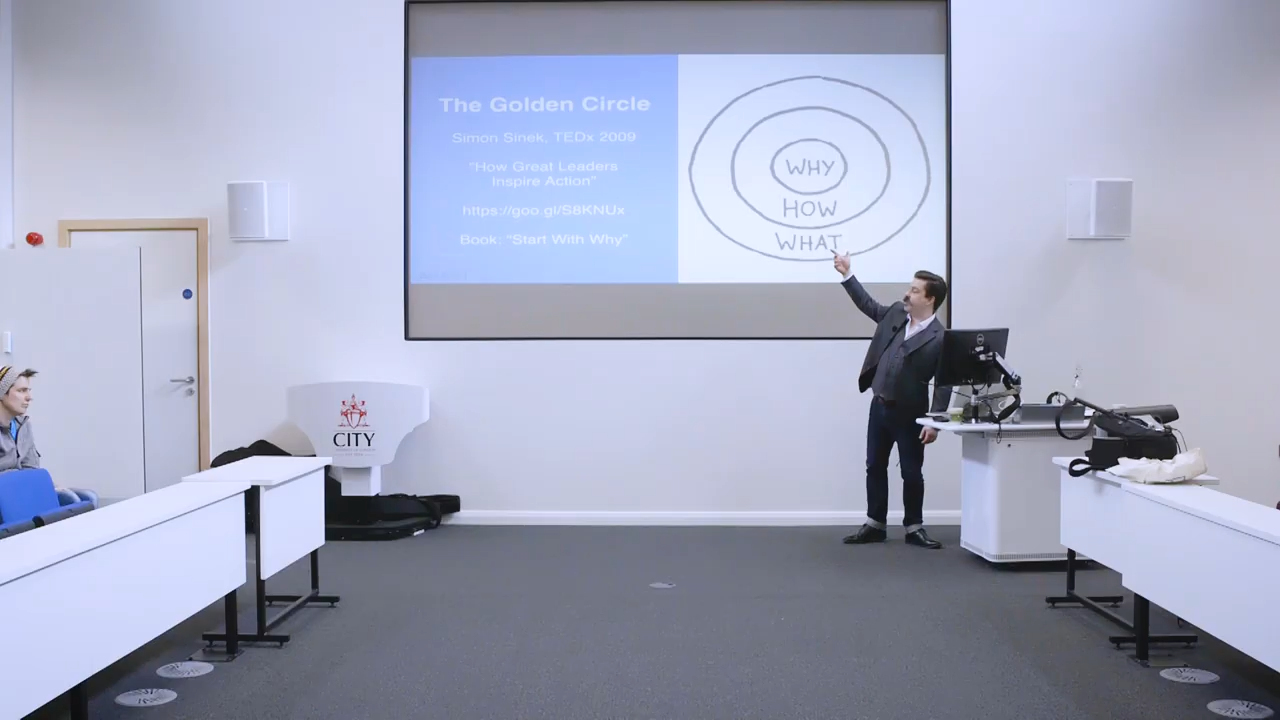 The Golden Circle
Simon Sinek, TEDx 2009
"How Great Leaders
Inspire Action"
https://goo.gl/S8KNUx
Book: "Start With Why"
WHY
HOW
WHAT
CITY